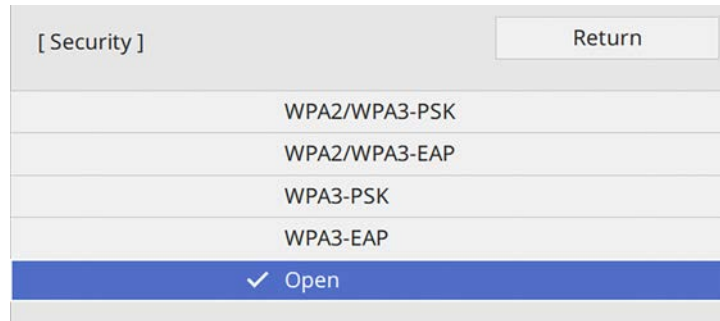 [ Security ]
Return
WPA2/WPA3-PSK
WPA2/WPA3-EAP
WPA3-PSK
WPA3-EAP
✓ Open